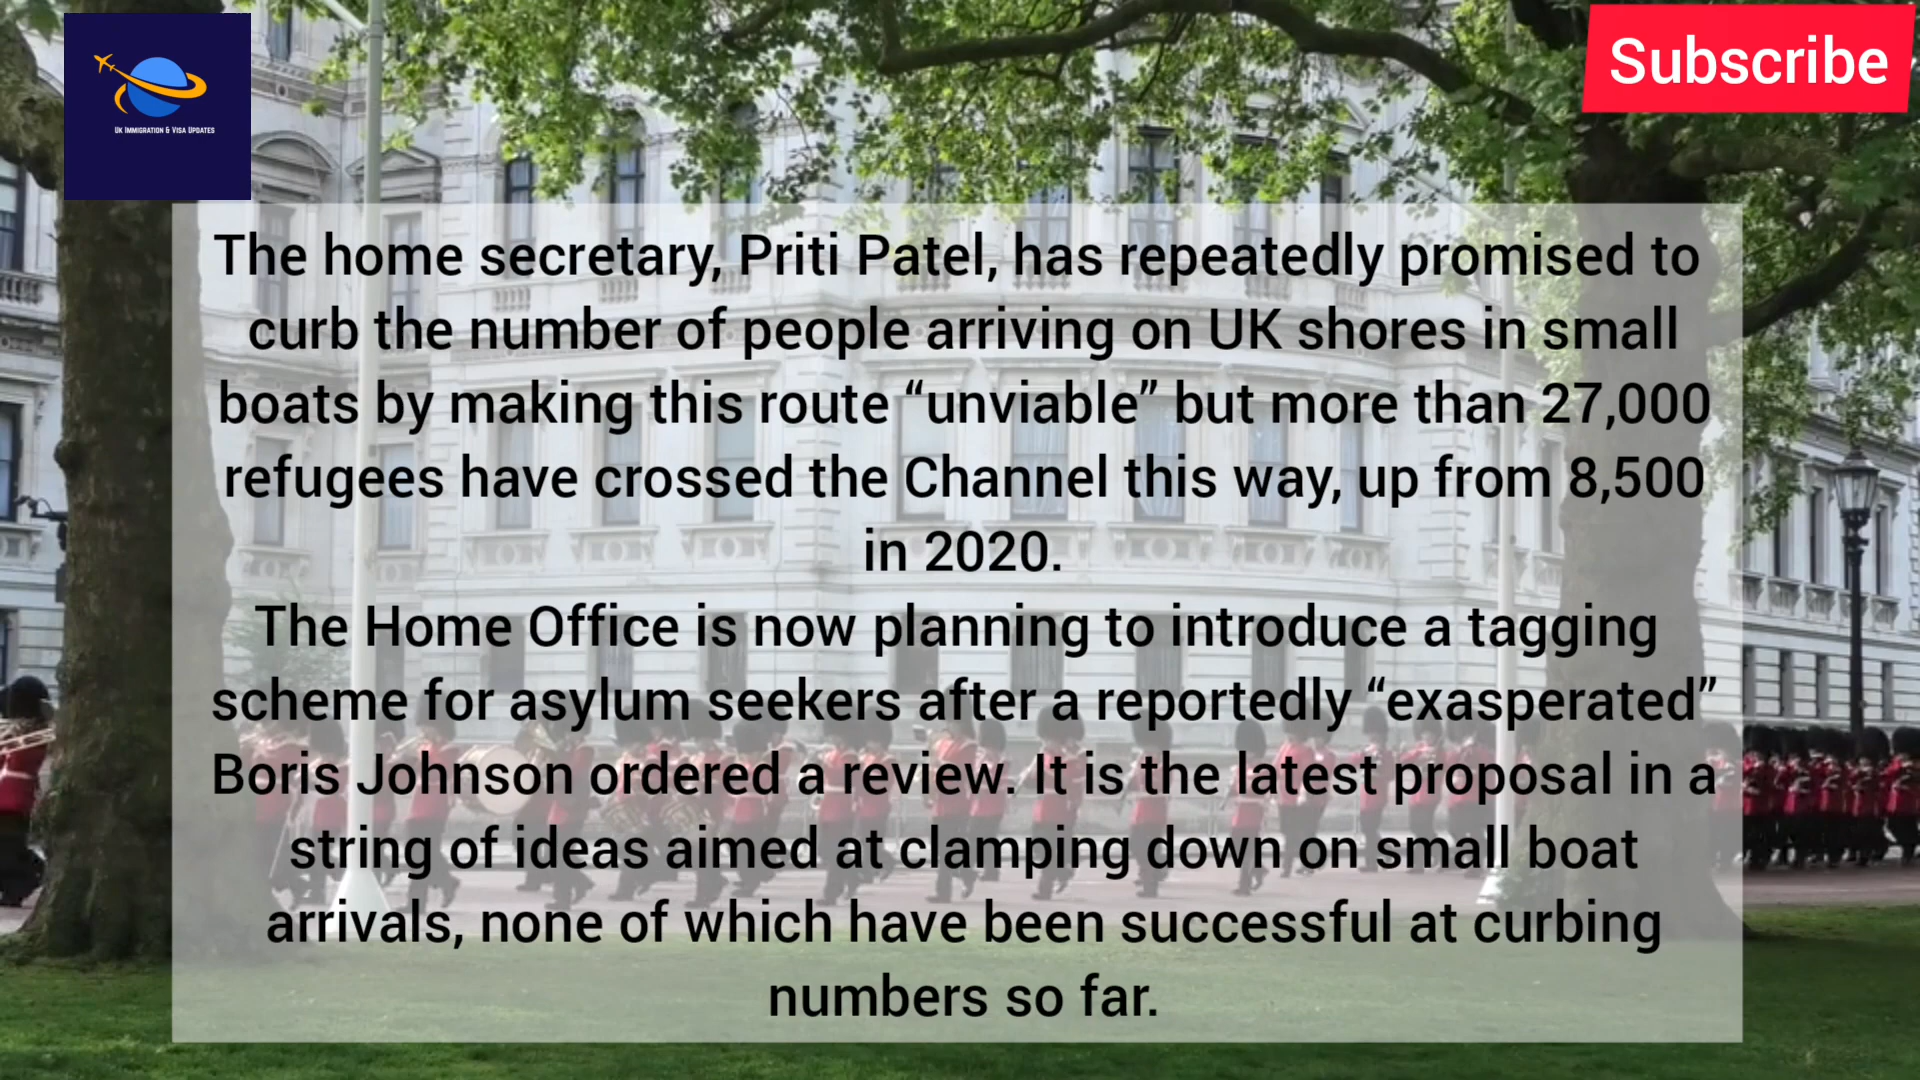 UK Immigration & Visa Updates
Subscribe
The home secretary, Priti Patel, has repeatedly promised to
curb the number of people arriving on UK shores in small
boats by making this route “unviable” but more than 27,000
refugees have crossed the Channel this way, up from 8,500
in 2020.
The Home Office is now planning to introduce a tagging
scheme for asylum seekers after a reportedly “exasperated”
Boris Johnson ordered a review. It is the latest proposal in a
string of ideas aimed at clamping down on small boat
arrivals, none of which have been successful at curbing
numbers so far.